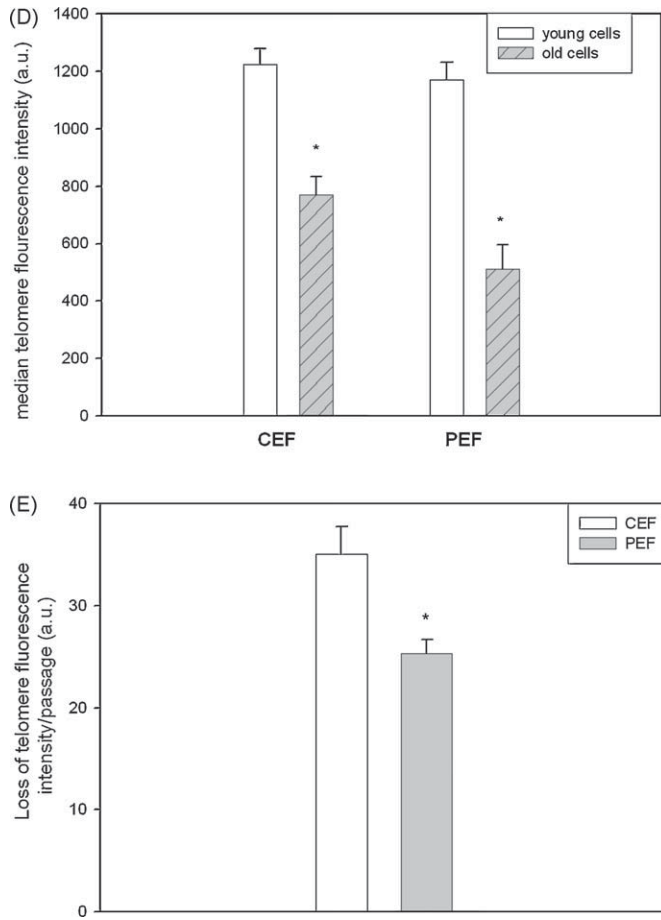 (D)
1400
1200
1000
800
600
400
200
0
median telomere flourescence intensity (a.u.)
young cells
old cells
*
*
CEF
PEF
(E)
40
30
20
10
0
Loss of telomere fluorescence
intensity/passage (a.u.)
CEF
PEF
*